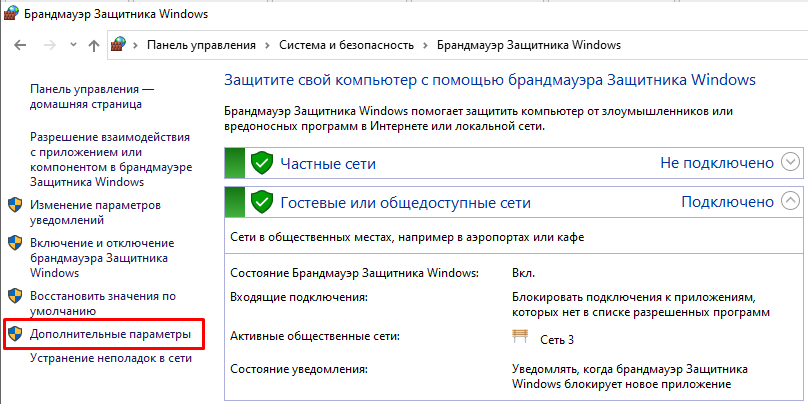 Брандмауэр Защитника Windows
Панель управления
Система и безопасность
Брандмауэр Защитника Windows
Панель управления —
домашняя страница
Разрешение взаимодействия
с приложением или
компонентом в брандмауэре
Защитника Windows
Изменение параметров
уведомлений
Включение и отключение
брандмауэра Защитника
Windows
Восстановить значения по
умолчанию
Дополнительные параметры
Устранение неполадок в сети
Защитите свой компьютер с помощью брандмауэра Защитника Windows
Брандмауэр Защитника Windows помогает защитить компьютер от злоумышленников или
вредоносных программ в Интернете или локальной сети.
Частные сети Не подключено
Гостевые или общедоступные сети Подключено
Сети в общественных местах, например в аэропортах или кафе
Состояние Брандмауэр Защитника Windows: Вкл.
Входящие подключения: Блокировать подключения к приложениям,
которых нет в списке разрешенных программ
Активные общественные сети: Сеть 3
Состояние уведомления: Уведомлять, когда брандмауэр Защитника
Windows блокирует новое приложение